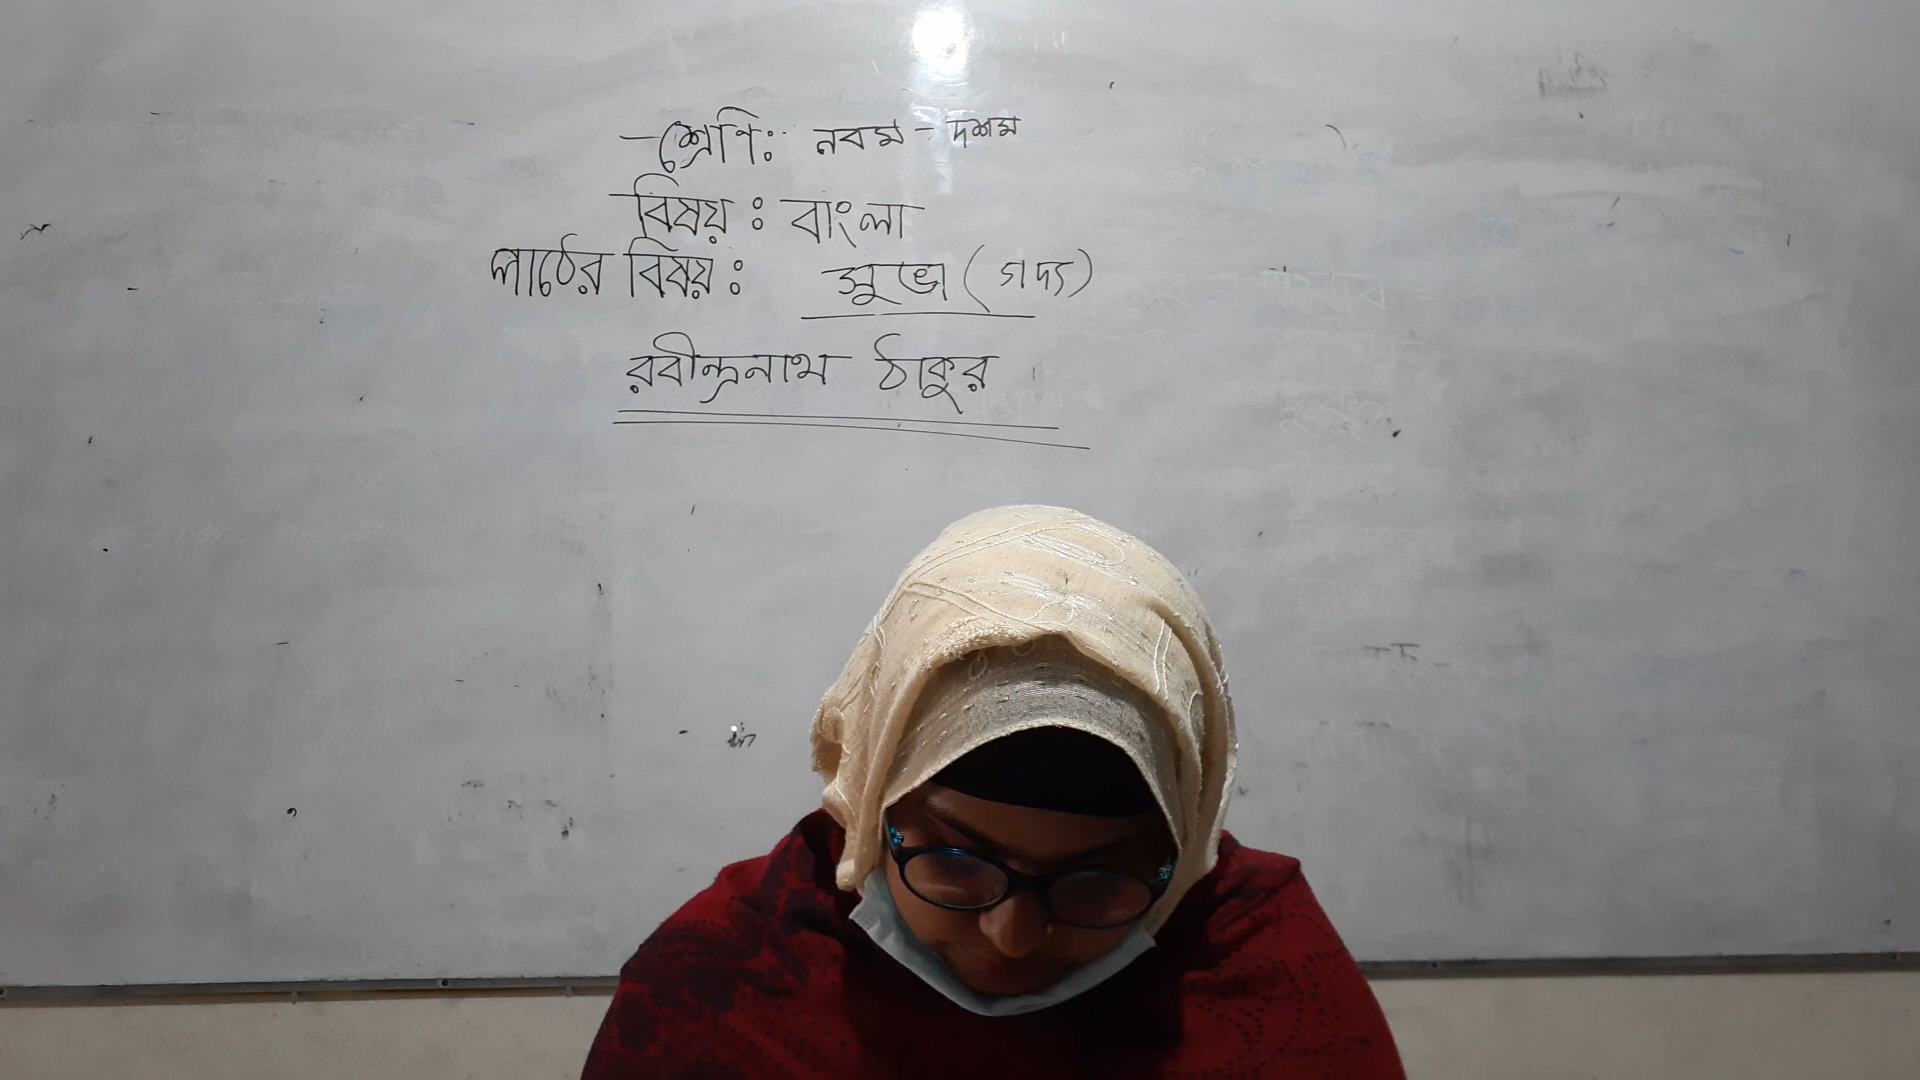 শ্রেণি: নবম - দশম
বিষয় : বাংলা
পাঠের বিষয় : সুভা (গদ্য)
রবীন্দ্রনাথ ঠাকুর